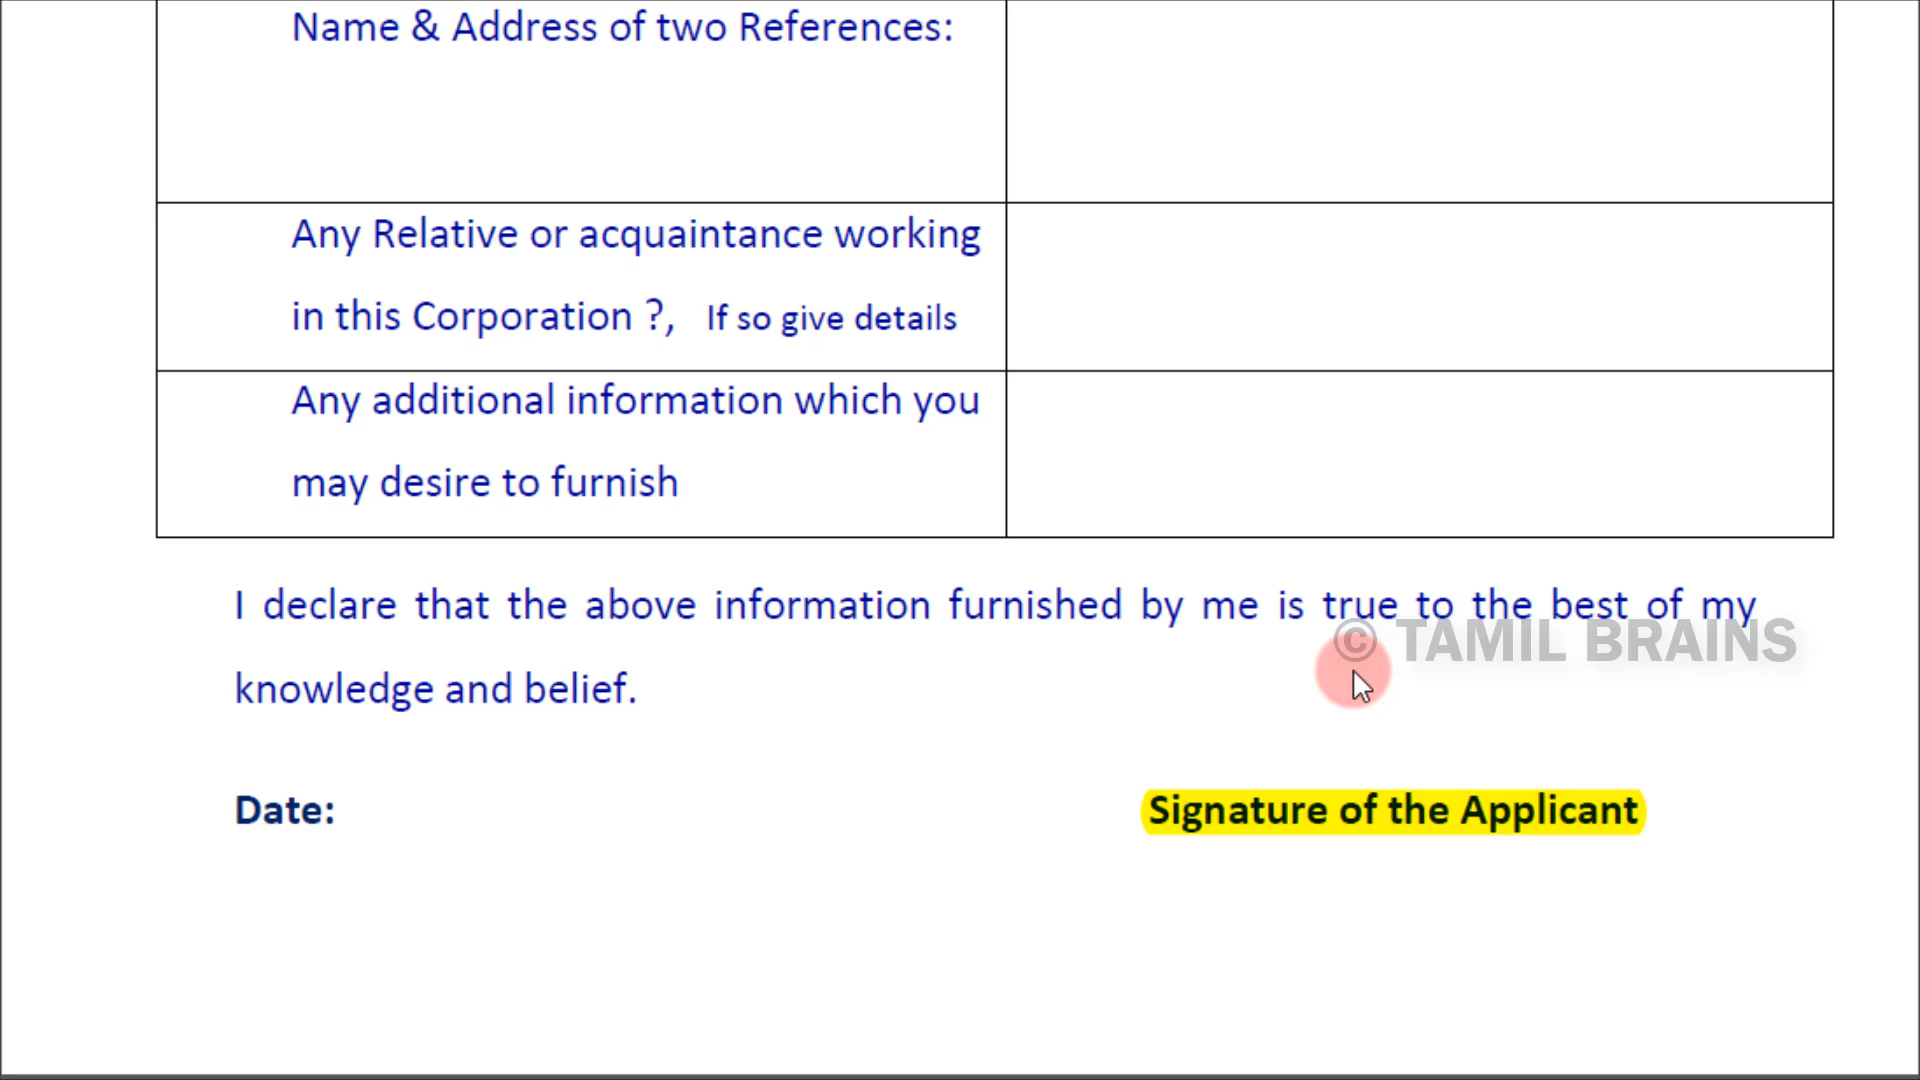 Name & Address of two References:
Any Relative or acquaintance working
in this Corporation ?, If so give details
Any additional information which you
may desire to furnish
I declare that the above information furnished by me is true to the best of my
© TAMIL BRAINS
knowledge and belief.
Date: Signature of the Applicant